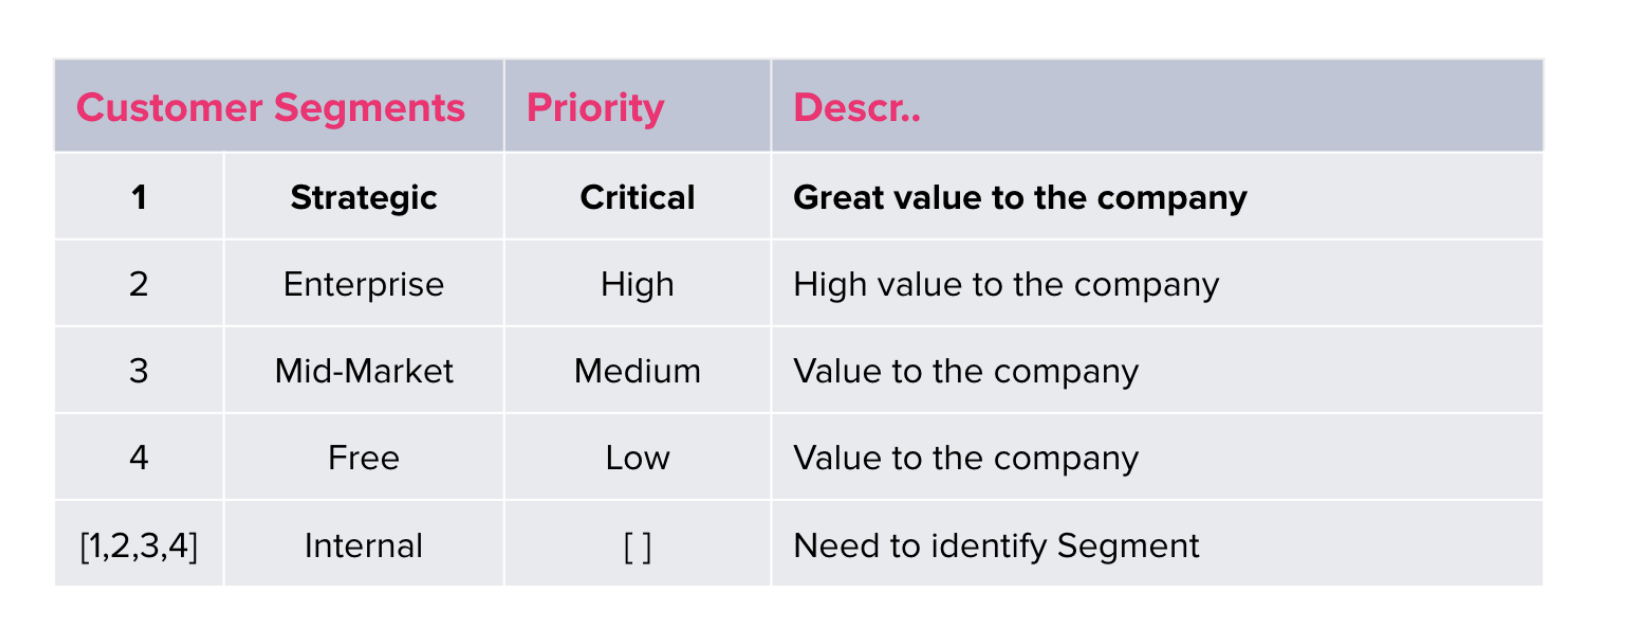 Customer Segments Priority Descr..
1 Strategic Critical Great value to the company
2 Enterprise High High value to the company
3 Mid-Market Medium Value to the company
4 Free Low Value to the company
[1,2,3,4] Internal [ ] Need to identify Segment